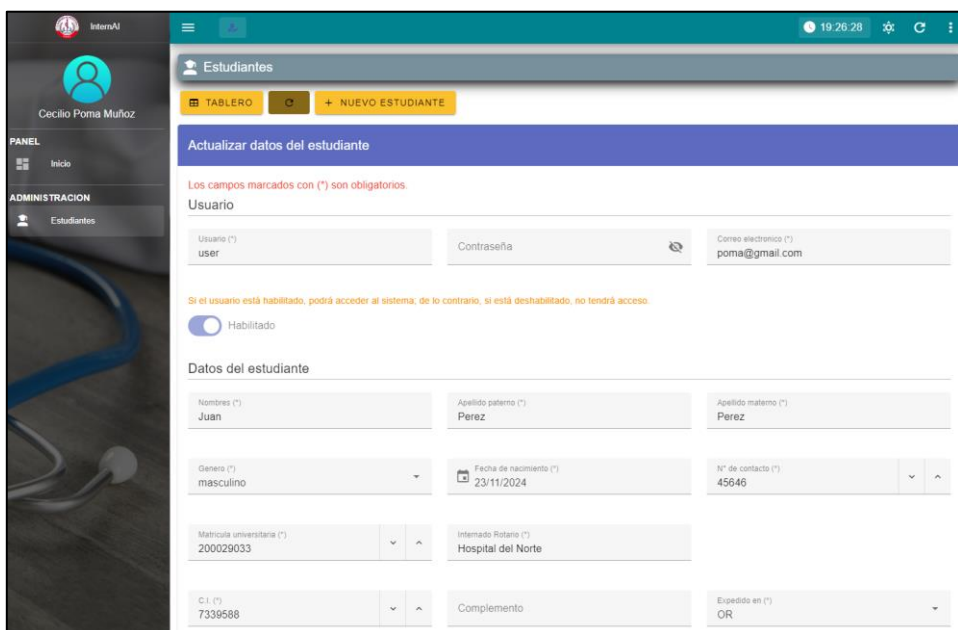 InternAI
19:26:28
Estudiantes
Cecilio Poma Muñoz
TABLERO
+ NUEVO ESTUDIANTE
PANEL
Inicio
ADMINISTRACION
Estudiantes
Actualizar datos del estudiante
Los campos marcados con (*) son obligatorios.
Usuario
Usuario (*)
user
Contraseña
Correo electronico (*)
poma@gmail.com
Si el usuario está habilitado, podrá acceder al sistema; de lo contrario, si está deshabilitado, no tendrá acceso.
Habilitado
Datos del estudiante
Nombres (*)
Juan
Apellido paterno (*)
Perez
Apellido materno (*)
Perez
Genero (*)
masculino
Fecha de nacimiento (*)
23/11/2024
N° de contacto (*)
45646
Matricula universitaria (*)
200029033
Internado Rotario (*)
Hospital del Norte
C.I. (*)
7339588
Complemento
Expedido en (*)
OR